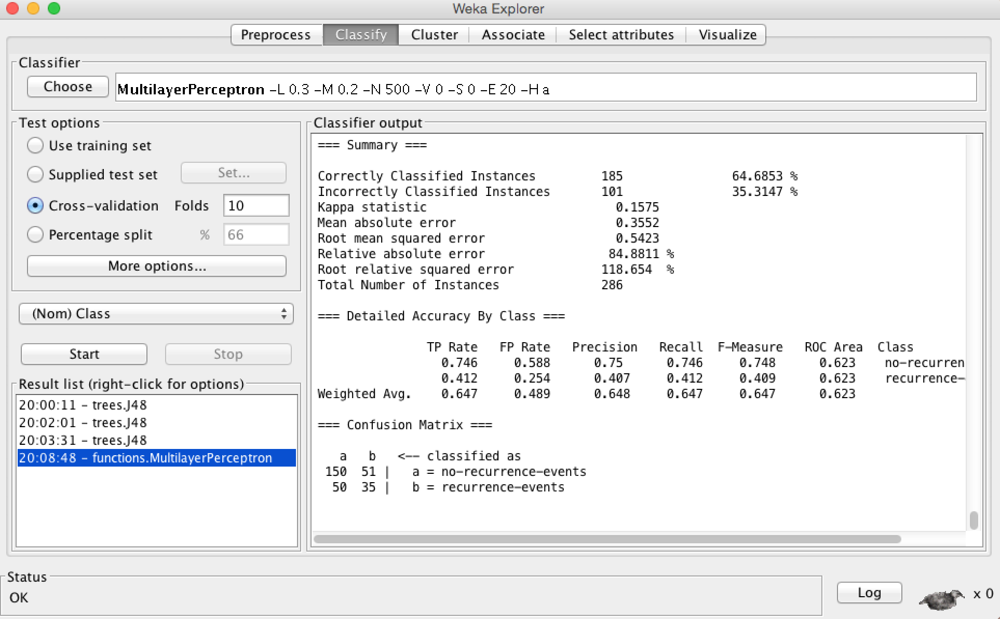 Weka Explorer
Preprocess Classify Cluster Associate Select attributes Visualize
Classifier
Choose MultilayerPerceptron -L 0.3 -M 0.2 -N 500 -V 0 -S 0 -E 20 -H a
Test options
Use training set
Supplied test set Set...
Cross-validation Folds 10
Percentage split % 66
More options...
(Nom) Class
Start Stop
Result list (right-click for options)
20:00:11 - trees.J48
20:02:01 - trees.J48
20:03:31 - trees.J48
20:08:48 - functions.MultilayerPerceptron
Classifier output
=== Summary ===
Correctly Classified Instances 185 64.6853 %
Incorrectly Classified Instances 101 35.3147 %
Kappa statistic 0.1575
Mean absolute error 0.3552
Root mean squared error 0.5423
Relative absolute error 84.8811 %
Root relative squared error 118.654 %
Total Number of Instances 286
=== Detailed Accuracy By Class ===
TP Rate FP Rate Precision Recall F-Measure ROC Area Class
0.746 0.588 0.75 0.746 0.748 0.623 no-recurren
0.412 0.254 0.407 0.412 0.409 0.623 recurrence-
Weighted Avg. 0.647 0.489 0.648 0.647 0.647 0.623
=== Confusion Matrix ===
a b <-- classified as
150 51 | a = no-recurrence-events
50 35 | b = recurrence-events
Status
OK
Log x 0